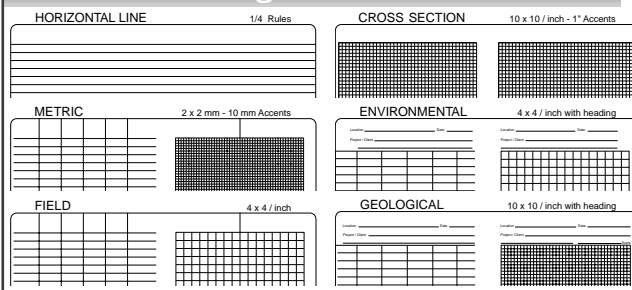 HORIZONTAL LINE 1/4 Rules
CROSS SECTION 10 x 10 / inch - 1" Accents
METRIC 2 x 2 mm - 10 mm Accents
ENVIRONMENTAL 4 x 4 / inch with heading
Location Date Location Date
Project / Client Project / Client
FIELD 4 x 4 / inch
GEOLOGICAL 10 x 10 / inch with heading
Location Date Location Date
Project / Client Project / Client
Scale